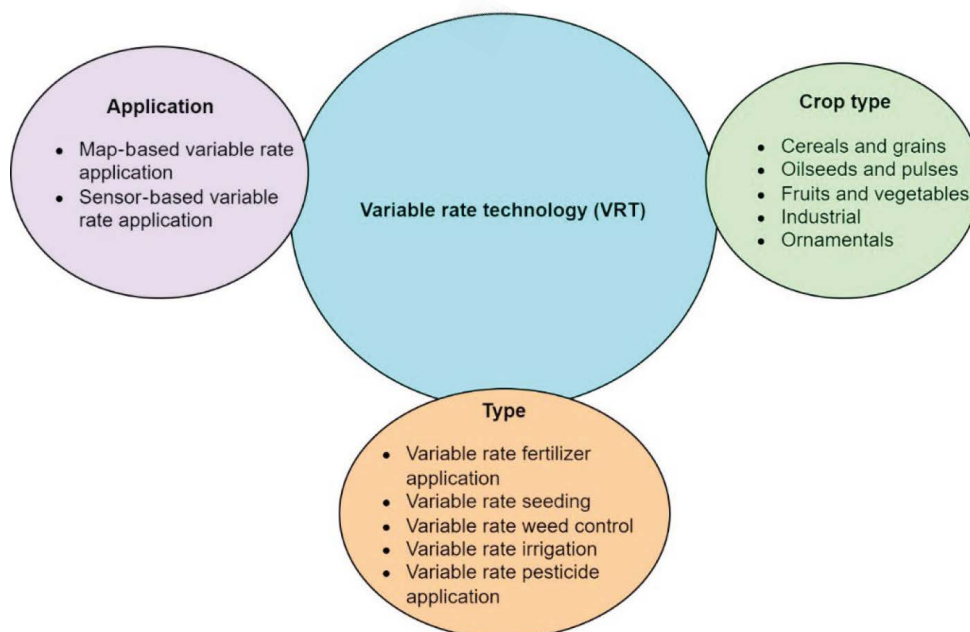 Application
• Map-based variable rate
application
• Sensor-based variable
rate application
Variable rate technology (VRT)
Crop type
• Cereals and grains
• Oilseeds and pulses
• Fruits and vegetables
• Industrial
• Ornamentals
Type
• Variable rate fertilizer
application
• Variable rate seeding
• Variable rate weed control
• Variable rate irrigation
• Variable rate pesticide
application